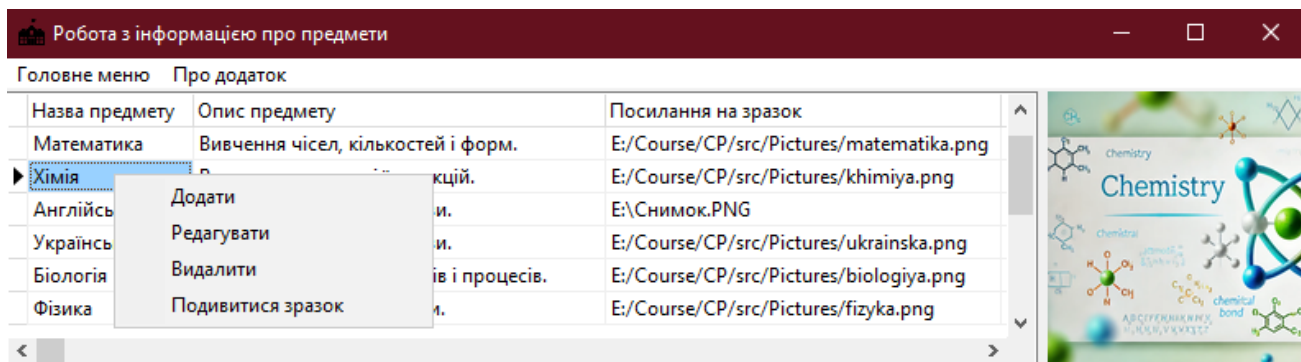 Робота з інформацією про предмети
Головне меню Про додаток
Назва предмету Опис предмету Посилання на зразок
Математика Вивчення чисел, кількостей і форм. E:/Course/CP/src/Pictures/matematika.png
Хімія кцій. E:/Course/CP/src/Pictures/khimiya.png
Англійсь и. E:\Снимок.PNG
Українсь и. E:/Course/CP/src/Pictures/ukrainska.png
Біологія ів і процесів. E:/Course/CP/src/Pictures/biologiya.png
Фізика и. E:/Course/CP/src/Pictures/fizyka.png
Додати
Редагувати
Видалити
Подивитися зразок
Chemistry
Chemistry
chemical
bond